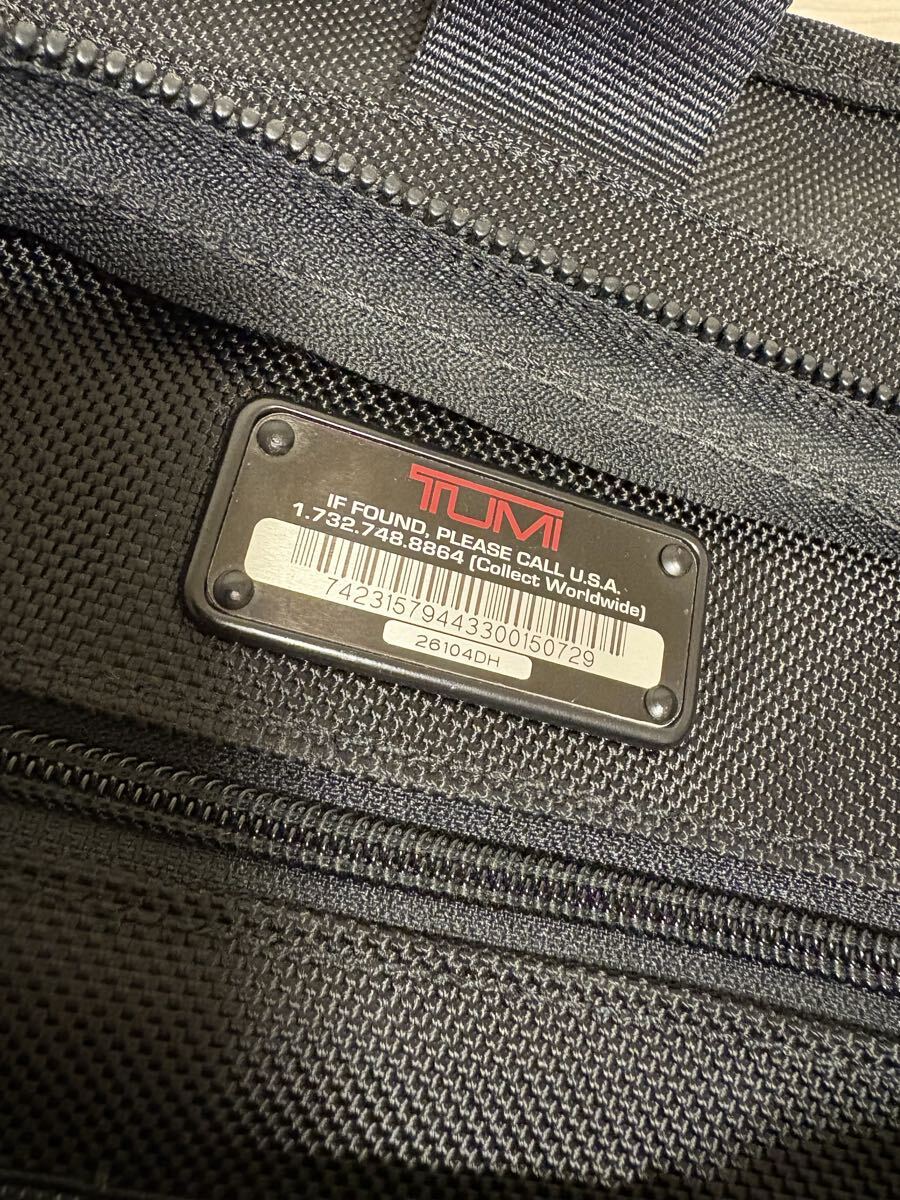 TUMI
IF FOUND, PLEASE CALL U.S.A.
1.732.748.8864 (Collect Worldwide)
74231579443300150729
26104DH